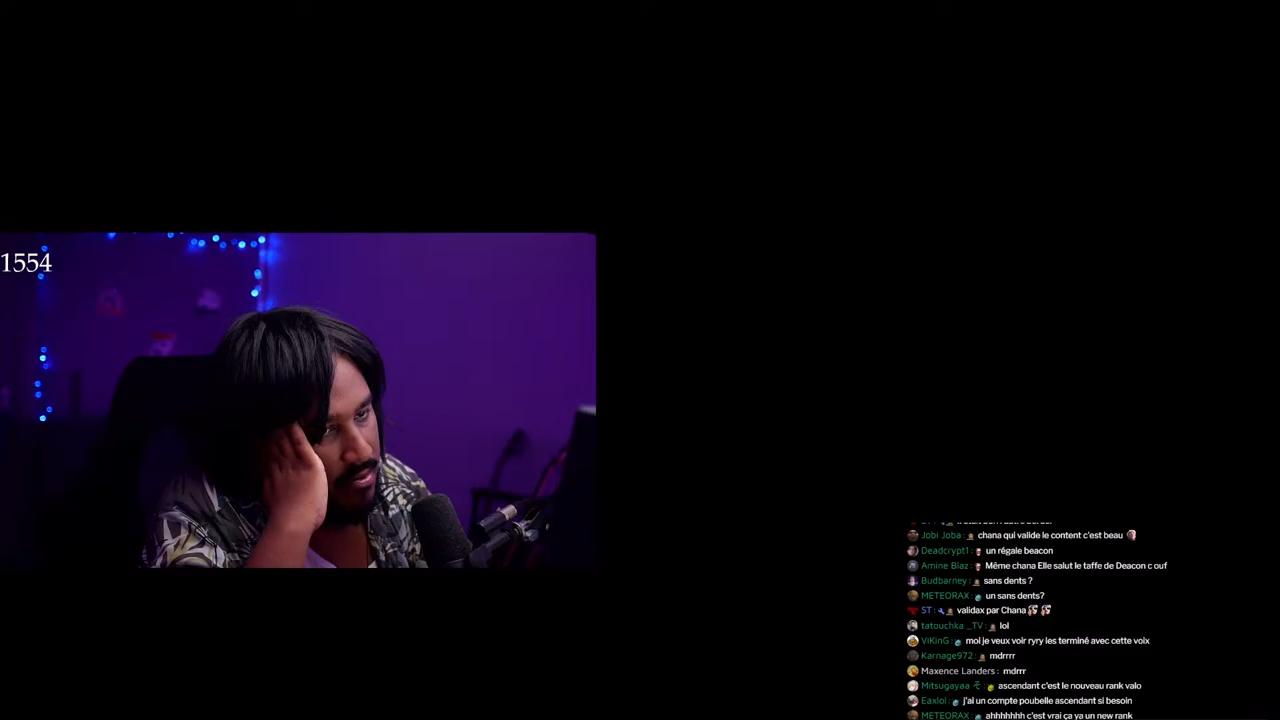 1554
Jobi Joba : chana qui valide le content c'est beau
Deadcrypt1 : un régale beacon
Amine Blaz : Même chana Elle salut le taffe de Deacon c ouf
Budbarney : sans dents ?
METEORAX : un sans dents?
ST : validax par Chana
tatouchka _TV : lol
ViKinG : moi je veux voir ryry les terminé avec cette voix
Karnage972 : mdrrrr
Maxence Landers : mdrrr
Mitsugayaa そ : ascendant c'est le nouveau rank valo
Eaxlol : j'ai un compte poubelle ascendant si besoin
METEORAX : ahhhhhhh c'est vrai ça ya un new rank